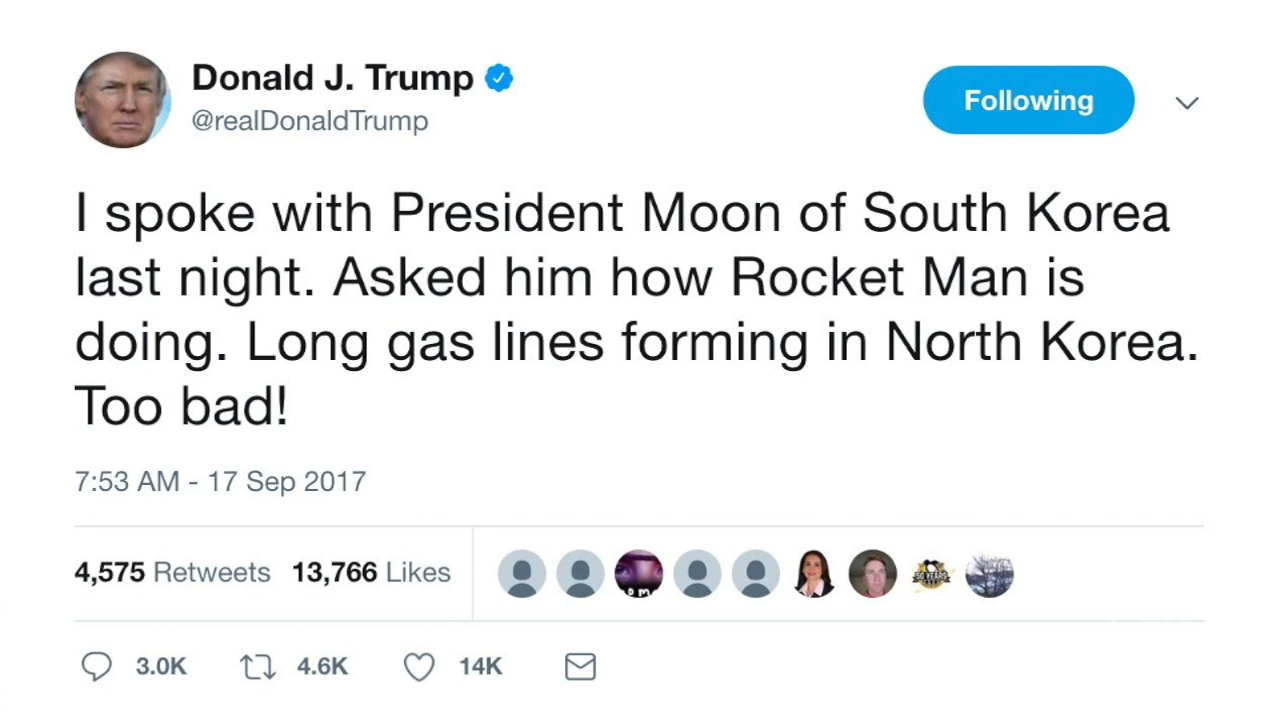 Donald J. Trump
@realDonaldTrump
Following
I spoke with President Moon of South Korea
last night. Asked him how Rocket Man is
doing. Long gas lines forming in North Korea.
Too bad!
7:53 AM - 17 Sep 2017
4,575 Retweets 13,766 Likes
50 YEARS
3.0K 4.6K 14K